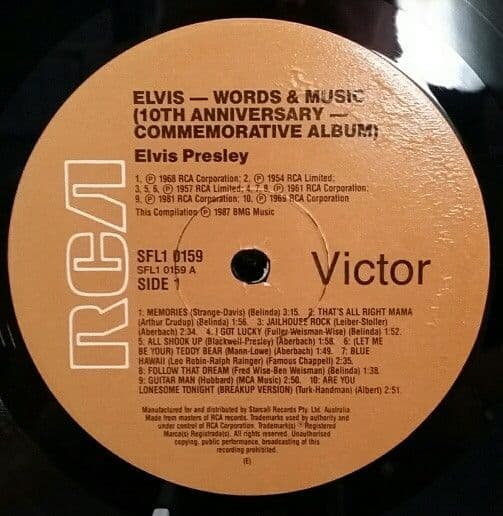 ELVIS — WORDS & MUSIC
(10TH ANNIVERSARY —
COMMEMORATIVE ALBUM)
Elvis Presley
1, ℗ 1968 RCA Corporation; 2, ℗ 1954 RCA Limited;
3, 5, 6, ℗ 1957 RCA Limited; 4, 7, 8, ℗ 1961 RCA Corporation;
9, ℗ 1981 RCA Corporation; 10, ℗ 1969 RCA Corporation
This Compilation ℗ 1987 BMG Music
RCA
SFL1 0159
SFL1 0159 A
SIDE 1
Victor
1: MEMORIES (Strange-Davis) (Belinda) 3:15. 2: THAT'S ALL RIGHT MAMA
(Arthur Crudup) (Belinda) 1:56. 3: JAILHOUSE ROCK (Leiber-Stoller)
(Aberbach) 2:34. 4: I GOT LUCKY (Fuller-Weisman-Wise) (Belinda) 1:52.
5: ALL SHOOK UP (Blackwell-Presley) (Aberbach) 1:58. 6: (LET ME
BE YOUR) TEDDY BEAR (Mann-Lowe) (Aberbach) 1:49. 7: BLUE
HAWAII (Leo Robin-Ralph Rainger) (Famous Chappell) 2:35.
8: FOLLOW THAT DREAM (Fred Wise-Ben Weisman) (Belinda) 1:38.
9: GUITAR MAN (Hubbard) (MCA Music) 2:50. 10: ARE YOU
LONESOME TONIGHT (BREAKUP VERSION) (Turk-Handman) (Albert) 2:51.
Manufactured for and distributed by Starcall Records Pty. Ltd. Australia
Made from masters of RCA records. Trademarks used by authority and
under control of RCA Corporation. Trademark(s) ® Registered
Marca(s) Registrada(s). All rights reserved. Unauthorised
copying, public performance, broadcasting of this
recording prohibited.
(E)